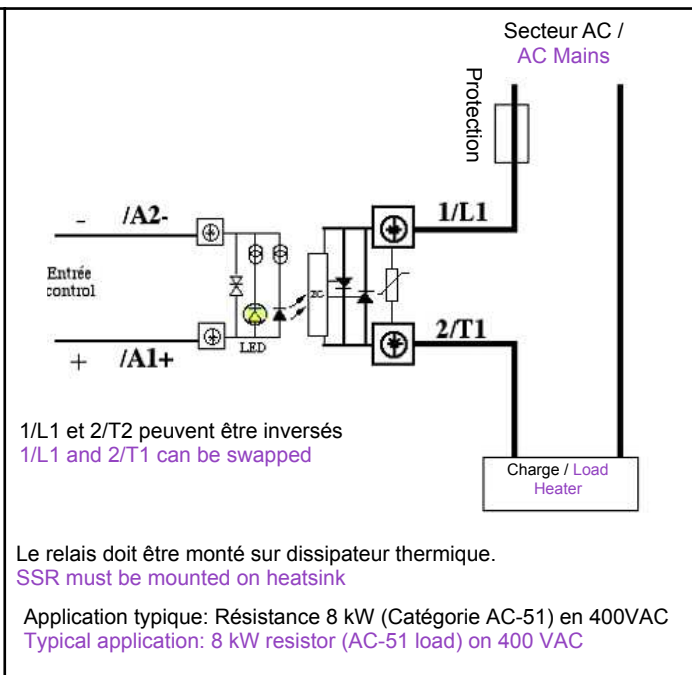 Secteur AC /
AC Mains
Protection
- /A2-
1/L1
Entrée
control
ZC
LED
+ /A1+
2/T1
1/L1 et 2/T2 peuvent être inversés
1/L1 and 2/T1 can be swapped
Charge / Load
Heater
Le relais doit être monté sur dissipateur thermique.
SSR must be mounted on heatsink
Application typique: Résistance 8 kW (Catégorie AC-51) en 400VAC
Typical application: 8 kW resistor (AC-51 load) on 400 VAC